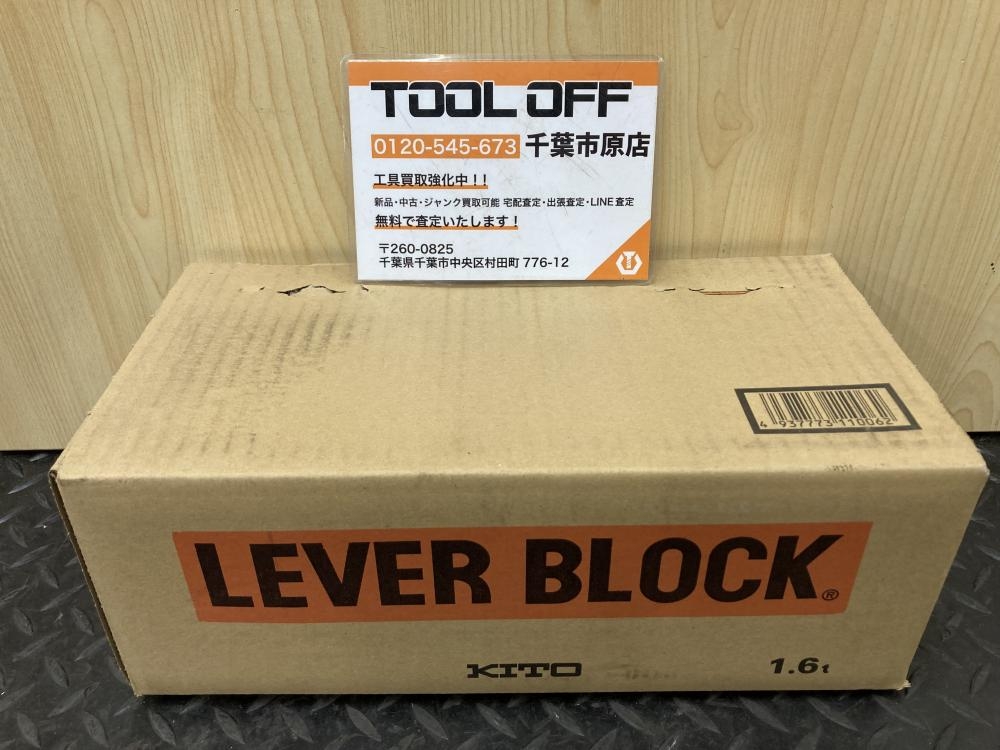 TOOL OFF
0120-545-673 千葉市原店
工具買取強化中！！
新品・中古・ジャンク買取可能 宅配査定・出張査定・LINE査定
無料で査定いたします！
〒260-0825
千葉県千葉市中央区村田町 776-12
4 937773 110062
LEVER BLOCK®
KITO
1.6t